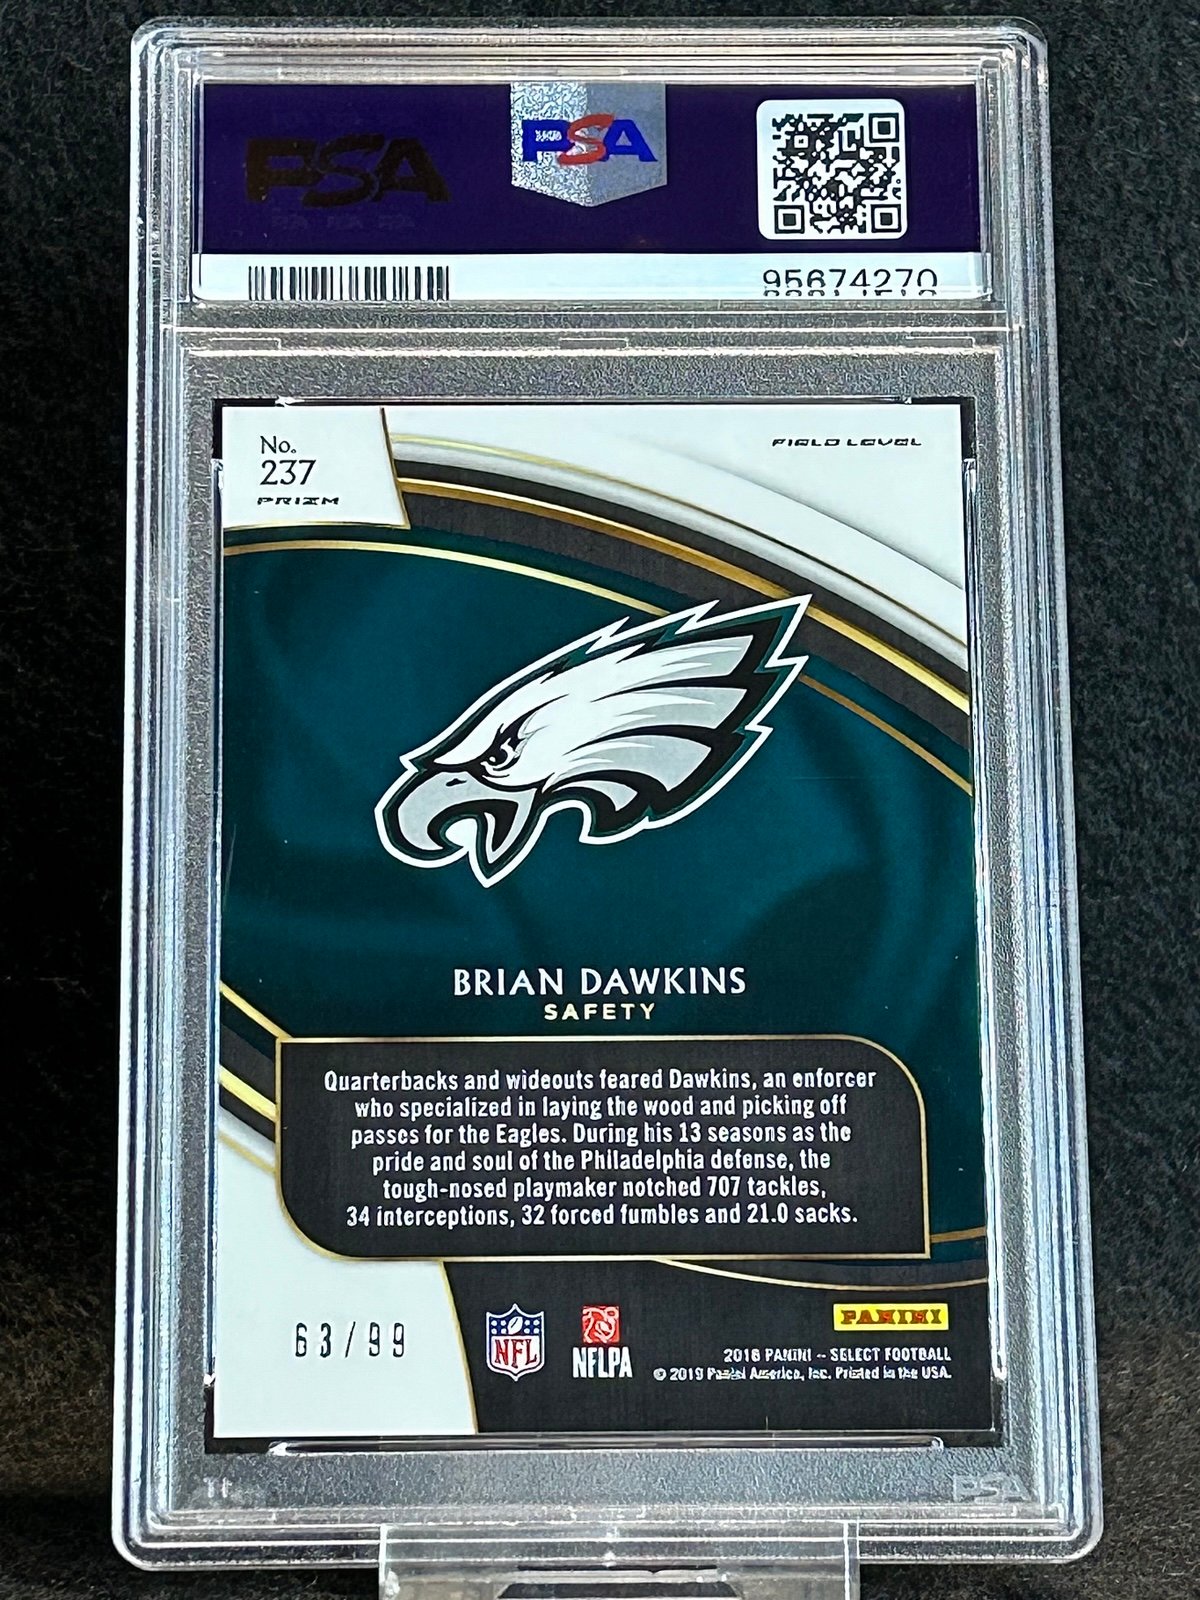 PSA
PSA
95674270
No.
237
PRIZM
FIELD LEVEL
BRIAN DAWKINS
SAFETY
Quarterbacks and wideouts feared Dawkins, an enforcer
who specialized in laying the wood and picking off
passes for the Eagles. During his 13 seasons as the
pride and soul of the Philadelphia defense, the
tough-nosed playmaker notched 707 tackles,
34 interceptions, 32 forced fumbles and 21.0 sacks.
63/99
NFL
NFLPA
PANINI
2018 PANINI – SELECT FOOTBALL
© 2019 Panini America, Inc. Printed in the USA.
PSA